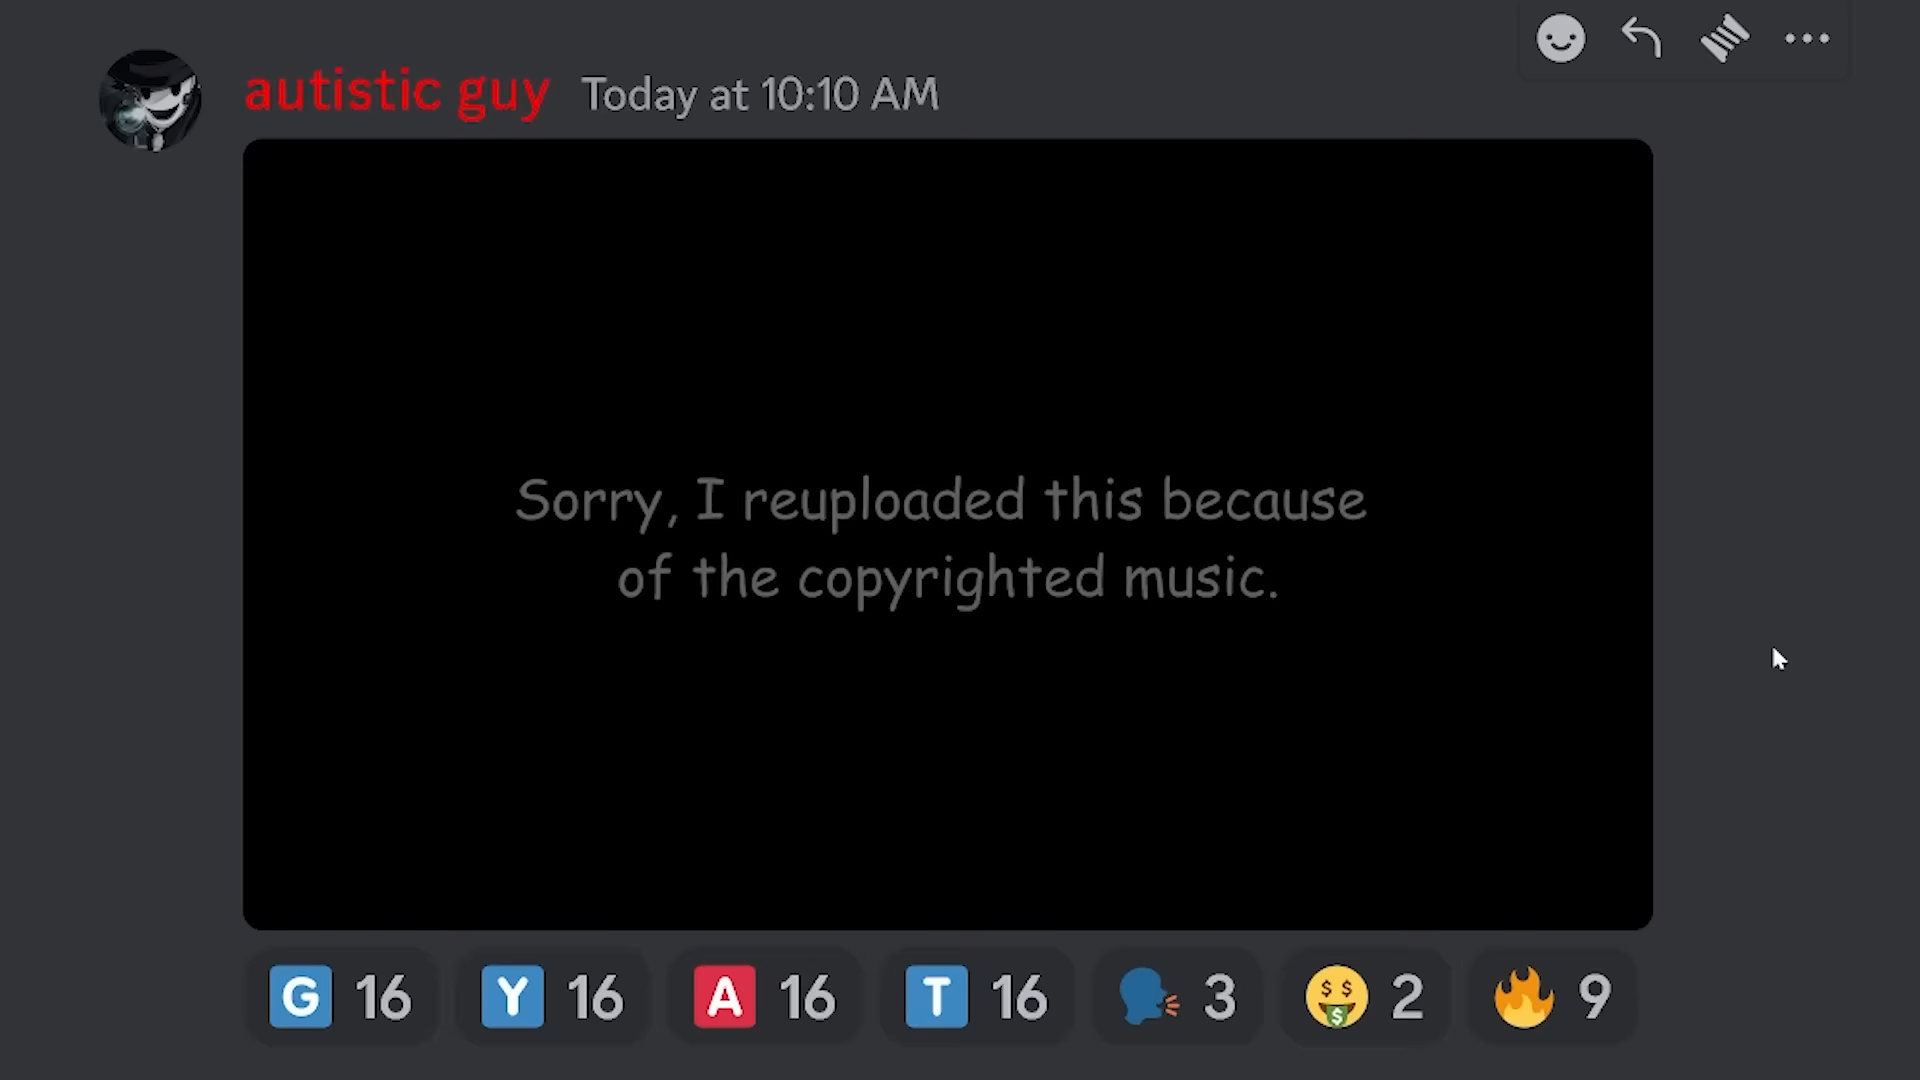 autistic guy Today at 10:10 AM
Sorry, I reuploaded this because
of the copyrighted music.
G 16 Y 16 A 16 T 16 3 2 9